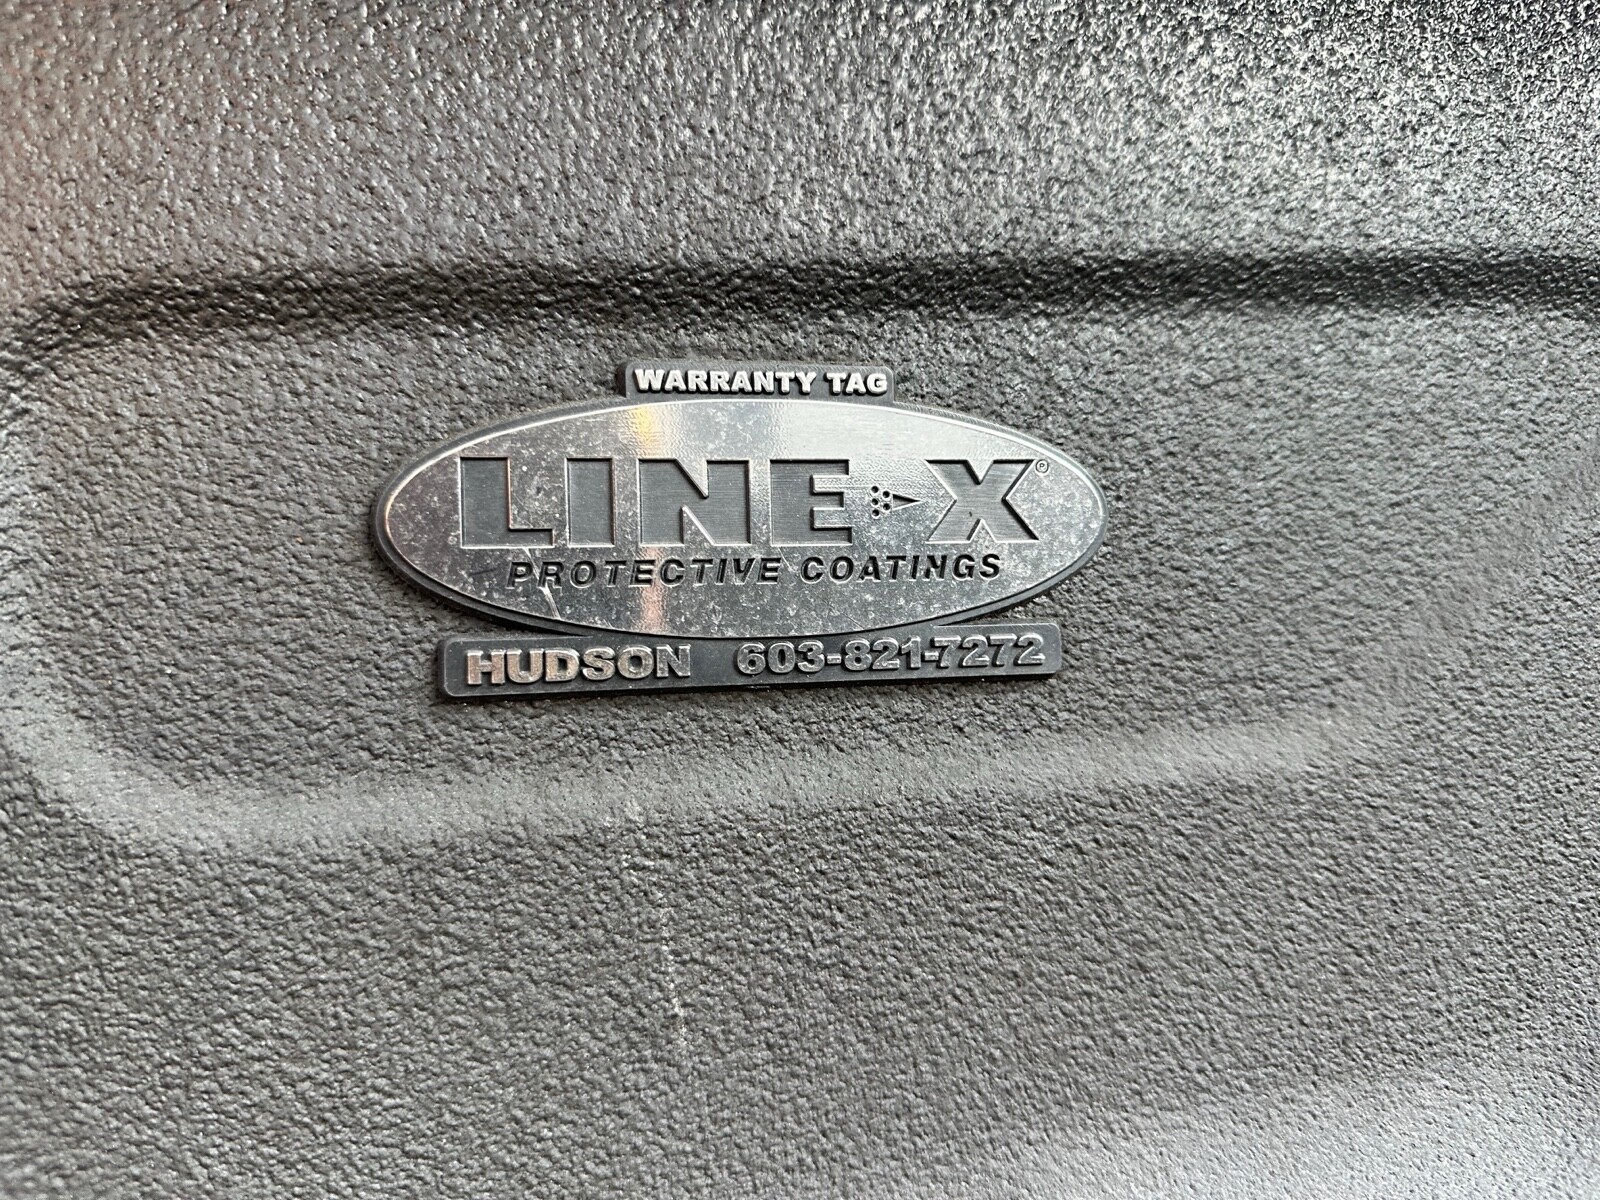 WARRANTY TAG
LINE-X®
PROTECTIVE COATINGS
HUDSON 603-821-7272